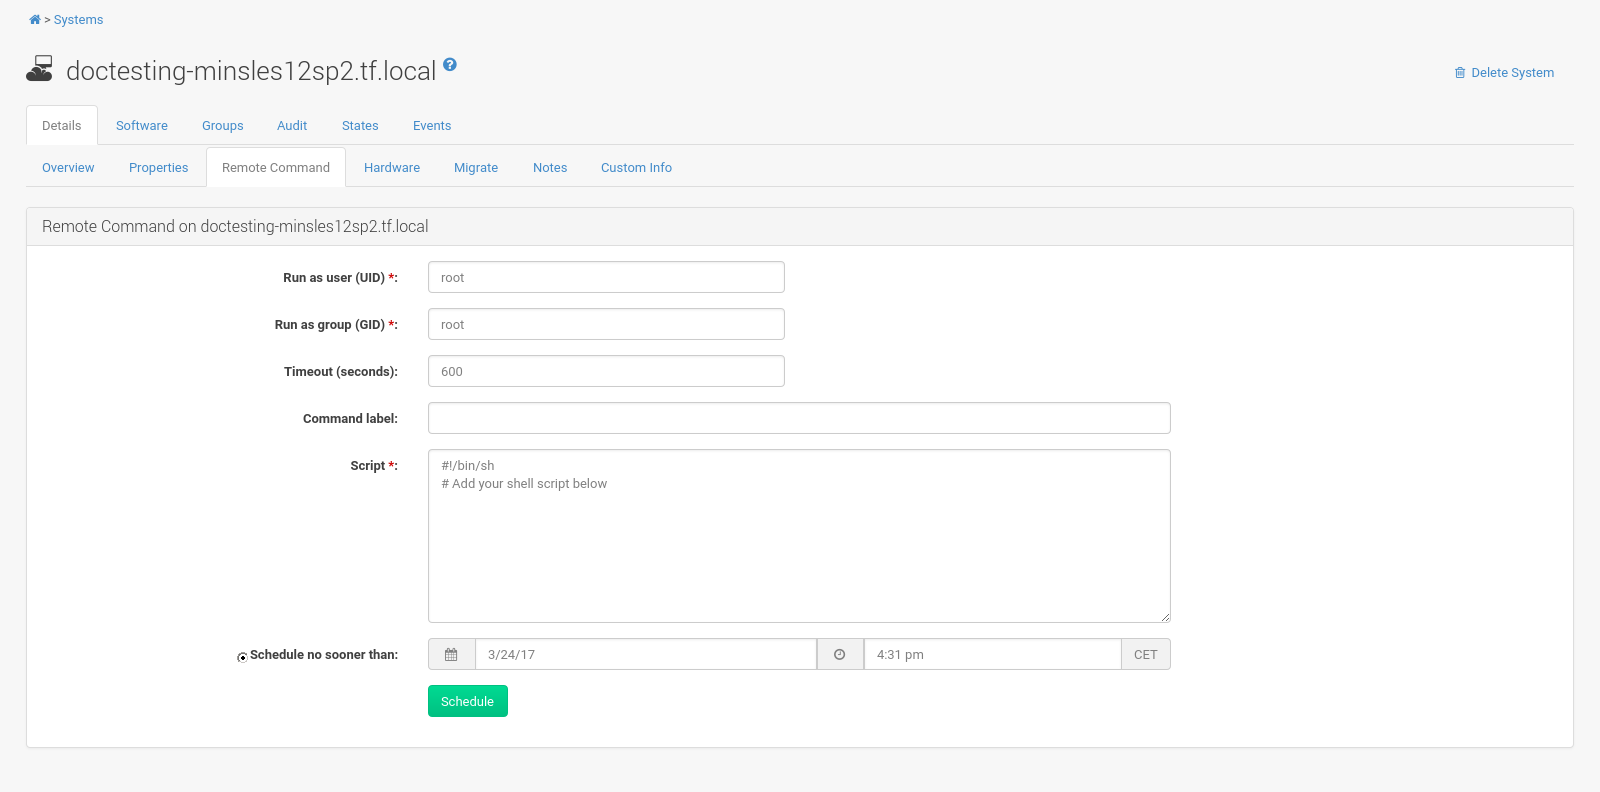 > Systems
doctesting-minsles12sp2.tf.local ?
Delete System
Details Software Groups Audit States Events
Overview Properties Remote Command Hardware Migrate Notes Custom Info
Remote Command on doctesting-minsles12sp2.tf.local
Run as user (UID) *: root
Run as group (GID) *: root
Timeout (seconds): 600
Command label:
Script *: #!/bin/sh
# Add your shell script below
Schedule no sooner than: 3/24/17 4:31 pm CET
Schedule